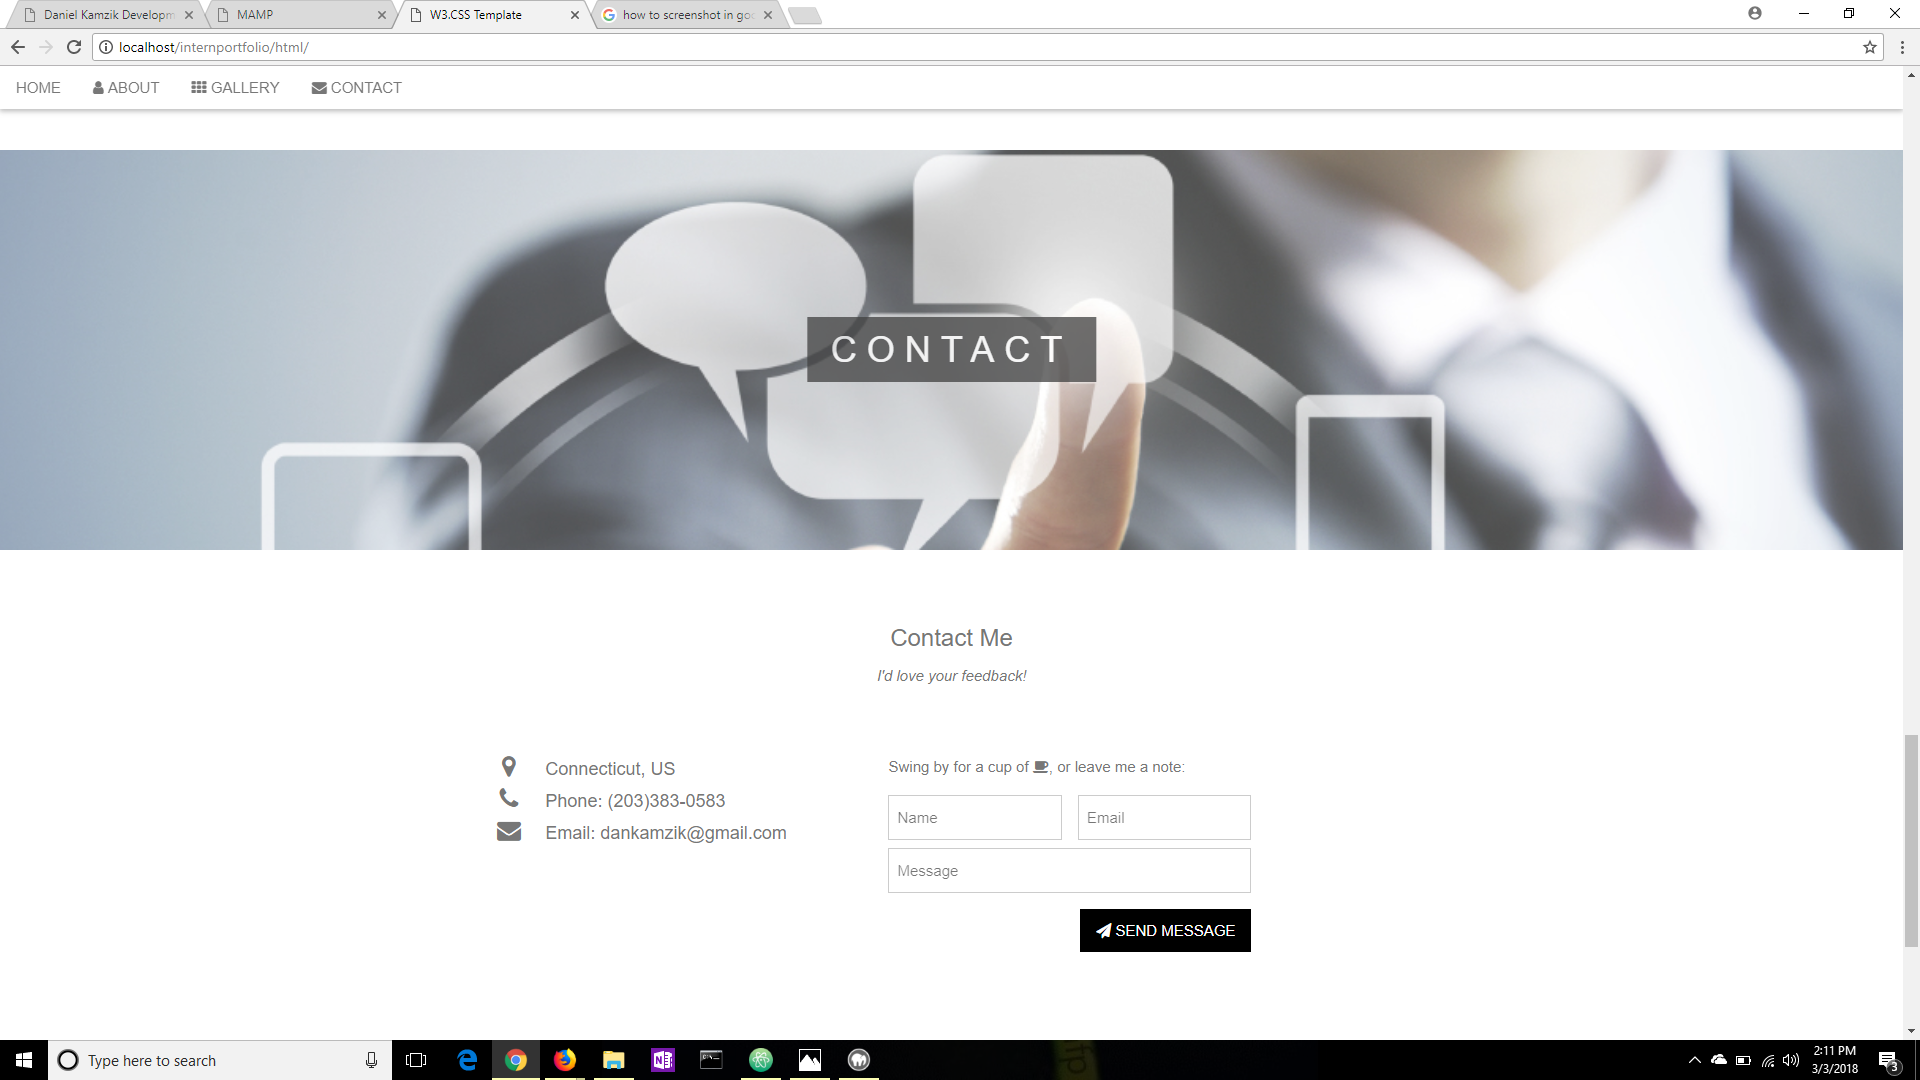 Daniel Kamzik Developm
MAMP
W3.CSS Template
how to screenshot in goo
localhost/internportfolio/html/
HOME
ABOUT
GALLERY
CONTACT
CONTACT
Contact Me
I'd love your feedback!
Connecticut, US
Phone: (203)383-0583
Email: dankamzik@gmail.com
Swing by for a cup of , or leave me a note:
Name
Email
Message
SEND MESSAGE
Type here to search
2:11 PM
3/3/2018
3